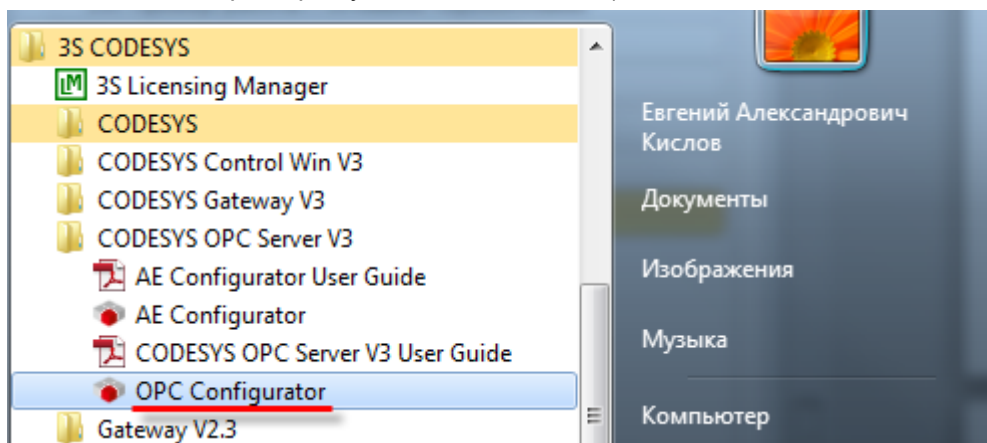 3S CODESYS
3S Licensing Manager
CODESYS
CODESYS Control Win V3
CODESYS Gateway V3
CODESYS OPC Server V3
AE Configurator User Guide
AE Configurator
CODESYS OPC Server V3 User Guide
OPC Configurator
Gateway V2.3
Евгений Александрович
Кислов
Документы
Изображения
Музыка
Компьютер